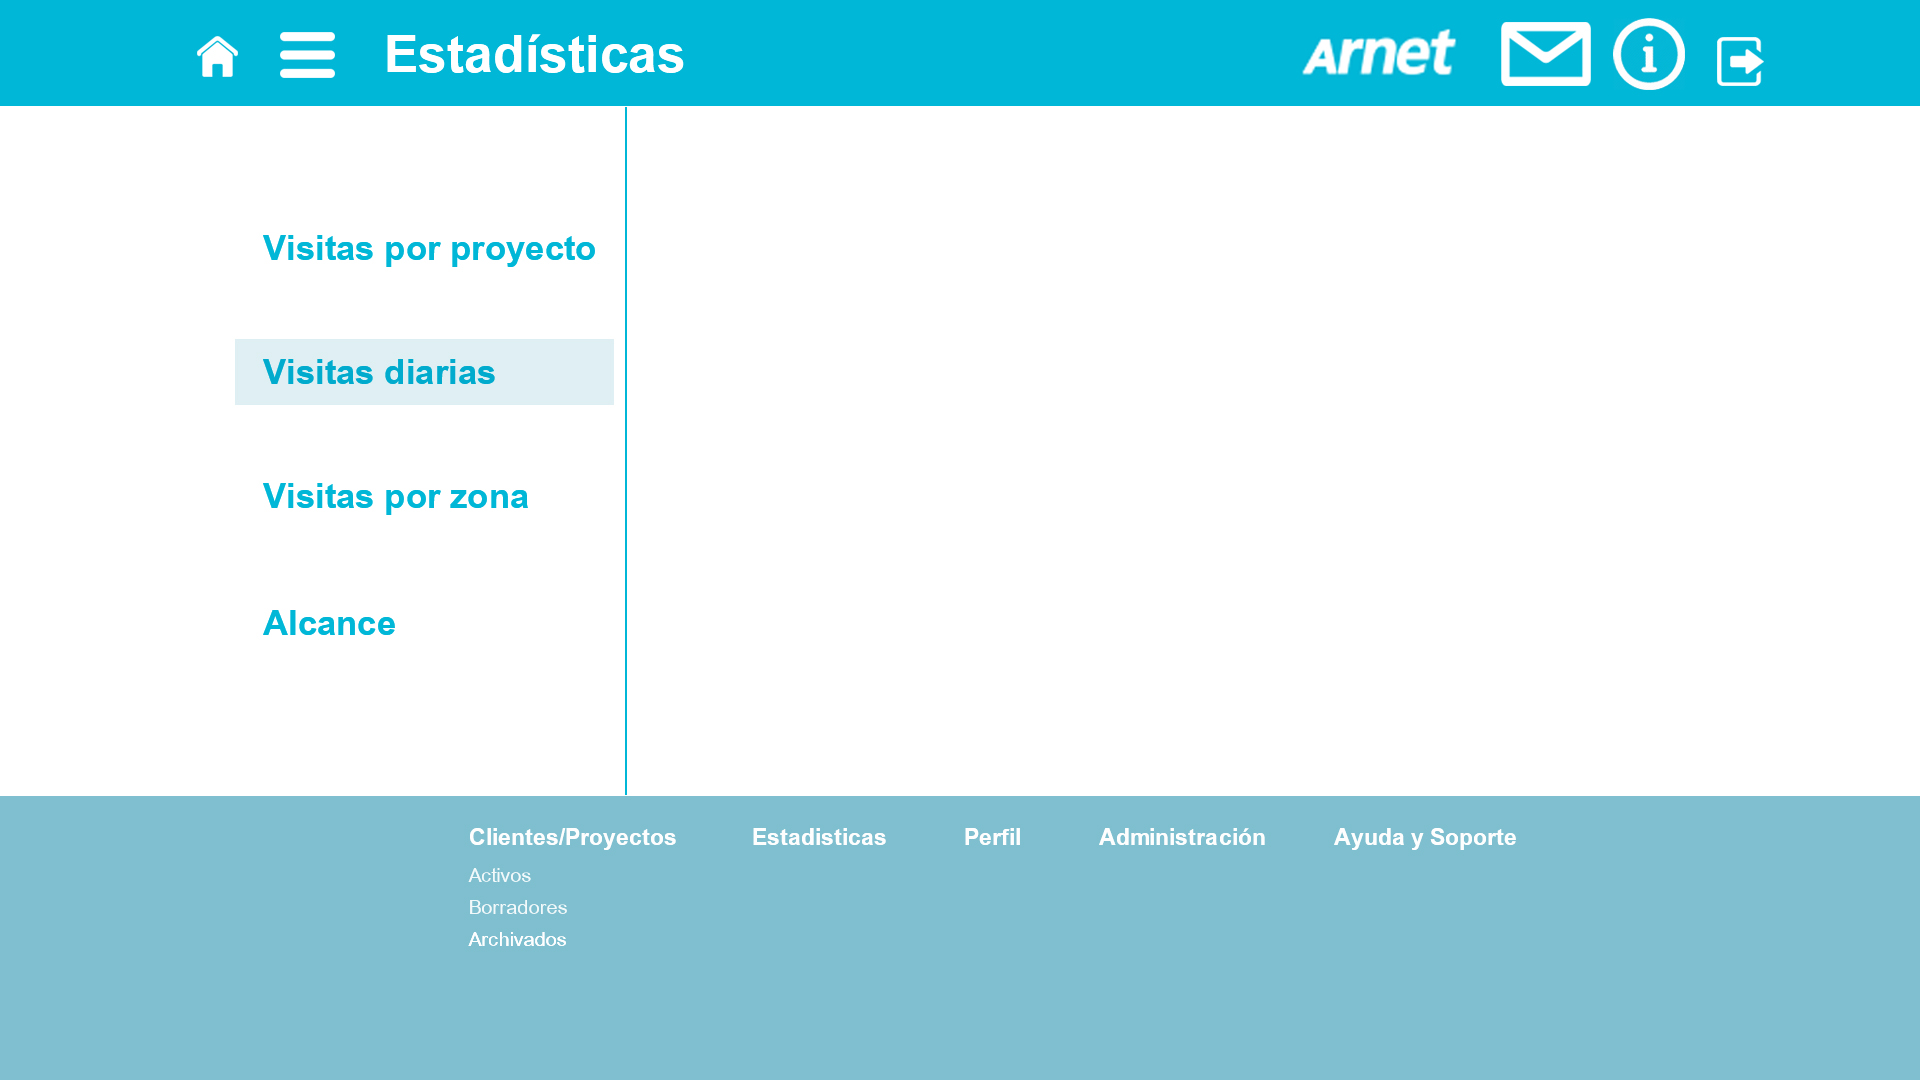 Estadísticas
Arnet
Visitas por proyecto
Visitas diarias
Visitas por zona
Alcance
Clientes/Proyectos
Activos
Borradores
Archivados
Estadisticas
Perfil
Administración
Ayuda y Soporte